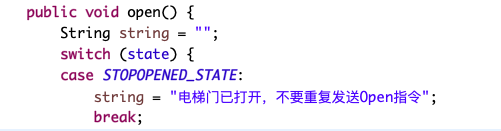 public void open() {
String string = "";
switch (state) {
case STOPOPENED_STATE:
string = "电梯门已打开，不要重复发送Open指令";
break;